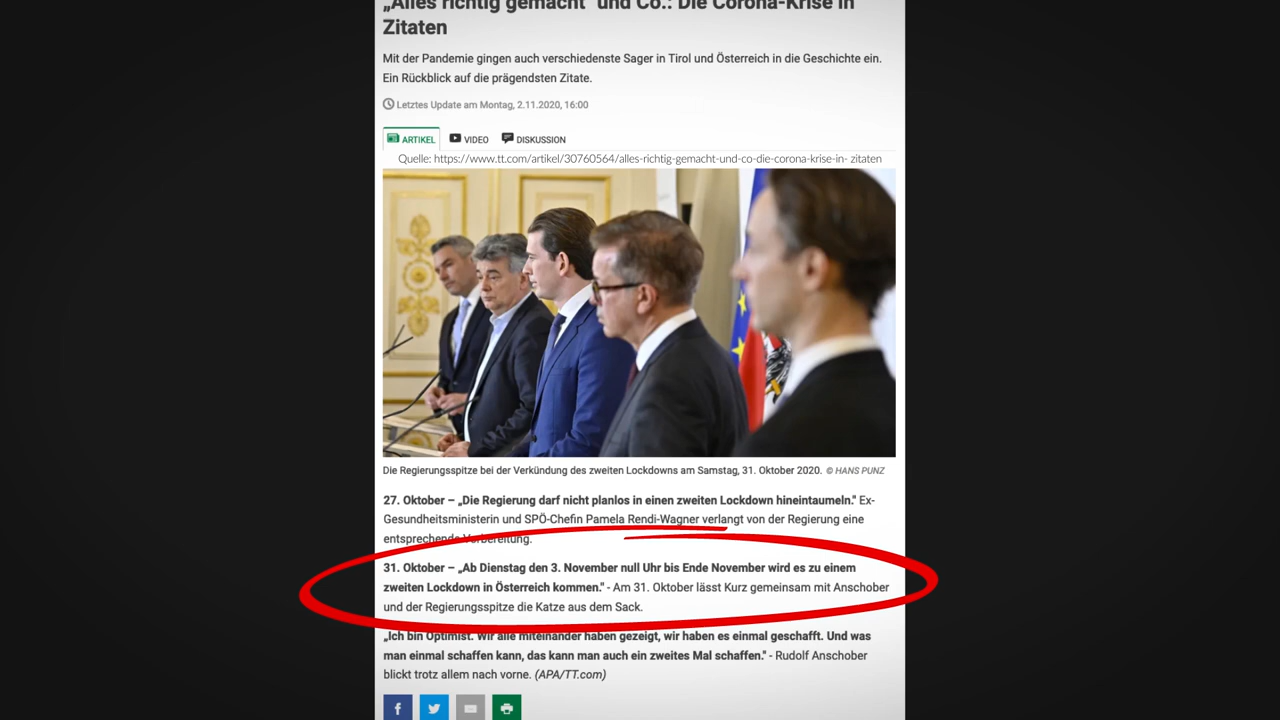 „Alles richtig gemacht" und Co.: Die Corona-Krise in
Zitaten
Mit der Pandemie gingen auch verschiedenste Sager in Tirol und Österreich in die Geschichte ein.
Ein Rückblick auf die prägendsten Zitate.
Letztes Update am Montag, 2.11.2020, 16:00
ARTIKEL VIDEO DISKUSSION
Quelle: https://www.tt.com/artikel/30760564/alles-richtig-gemacht-und-co-die-corona-krise-in- zitaten
Die Regierungsspitze bei der Verkündung des zweiten Lockdowns am Samstag, 31. Oktober 2020. © HANS PUNZ
27. Oktober – „Die Regierung darf nicht planlos in einen zweiten Lockdown hineintaumeln." Ex-
Gesundheitsministerin und SPÖ-Chefin Pamela Rendi-Wagner verlangt von der Regierung eine
entsprechende Vorbereitung.
31. Oktober – „Ab Dienstag den 3. November null Uhr bis Ende November wird es zu einem
zweiten Lockdown in Österreich kommen." - Am 31. Oktober lässt Kurz gemeinsam mit Anschober
und der Regierungsspitze die Katze aus dem Sack.
„Ich bin Optimist. Wir alle miteinander haben gezeigt, wir haben es einmal geschafft. Und was
man einmal schaffen kann, das kann man auch ein zweites Mal schaffen." - Rudolf Anschober
blickt trotz allem nach vorne. (APA/TT.com)